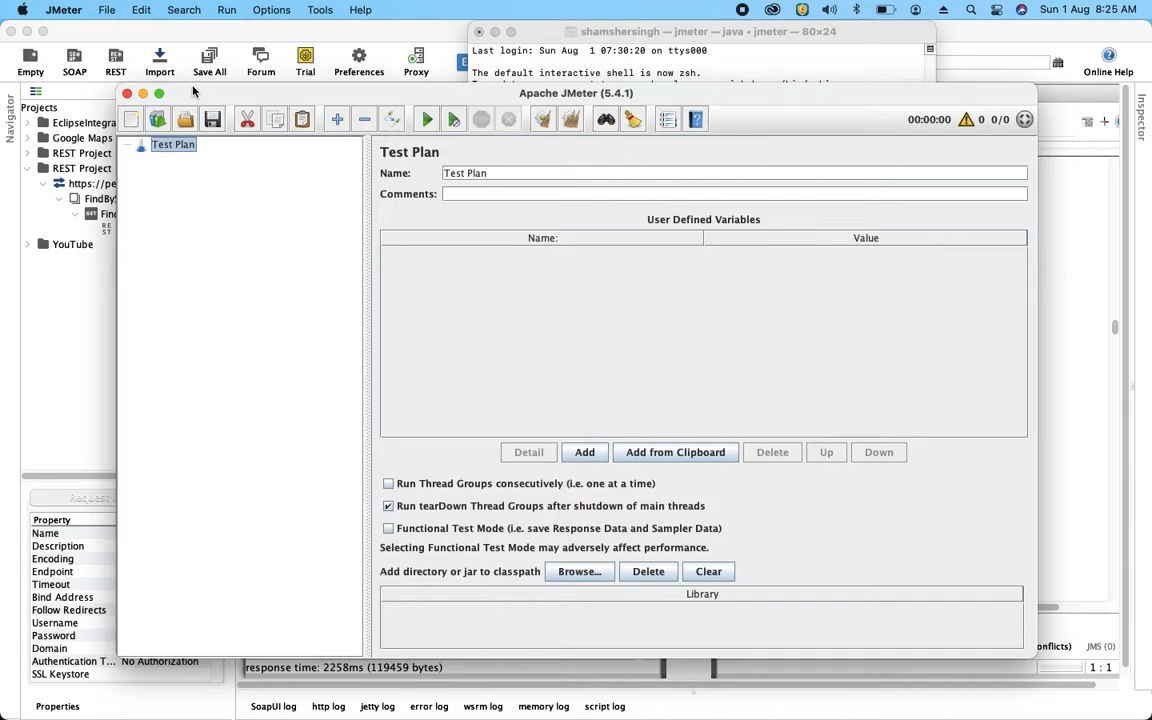 JMeter File Edit Search Run Options Tools Help Sun 1 Aug 8:25 AM
shamshersingh — jmeter — java • jmeter — 80×24
Last login: Sun Aug 1 07:30:20 on ttys000
The default interactive shell is now zsh.
Empty SOAP REST Import Save All Forum Trial Preferences Proxy E Online Help
Navigator
Inspector
Projects
EclipseIntegra
Google Maps
REST Project
REST Project
https://pe
FindByS
GET Find
REST
YouTube
Apache JMeter (5.4.1)
00:00:00 0 0/0
Test Plan
Test Plan
Name: Test Plan
Comments:
User Defined Variables
Name: Value
Detail Add Add from Clipboard Delete Up Down
Run Thread Groups consecutively (i.e. one at a time)
Run tearDown Thread Groups after shutdown of main threads
Functional Test Mode (i.e. save Response Data and Sampler Data)
Selecting Functional Test Mode may adversely affect performance.
Add directory or jar to classpath Browse... Delete Clear
Library
Request
Property
Name
Description
Encoding
Endpoint
Timeout
Bind Address
Follow Redirects
Username
Password
Domain
Authentication T... No Authorization
SSL Keystore
Properties
response time: 2258ms (119459 bytes)
onflicts) JMS (0)
1 : 1
SoapUI log http log jetty log error log wsrm log memory log script log